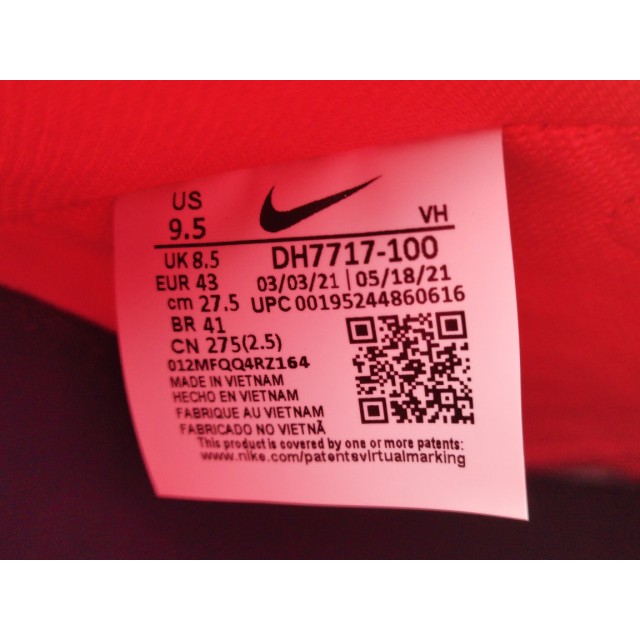 US
9.5
VH
UK 8.5
DH7717-100
EUR 43
03/03/21 | 05/18/21
cm 27.5
UPC 00195244860616
BR 41
CN 275(2.5)
012MFQQ4RZ164
MADE IN VIETNAM
HECHO EN VIETNAM
FABRIQUE AU VIETNAM
FABRICADO NO VIETNÃ
This product is covered by one or more patents:
www.nike.com/patentsvirtualmarking